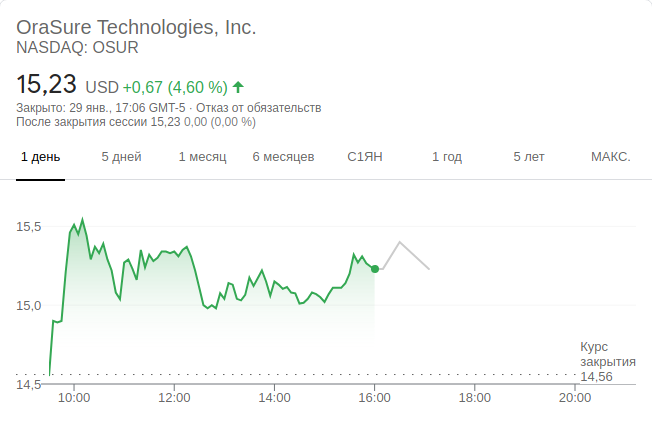 OraSure Technologies, Inc.
NASDAQ: OSUR
15,23 USD +0,67 (4,60 %)
Закрыто: 29 янв., 17:06 GMT-5 · Отказ от обязательств
После закрытия сессии 15,23 0,00 (0,00 %)
1 день 5 дней 1 месяц 6 месяцев С1ЯН 1 год 5 лет МАКС.
15,5
15,0
Курс
закрытия
14,56
14,5
10:00 12:00 14:00 16:00 18:00 20:00